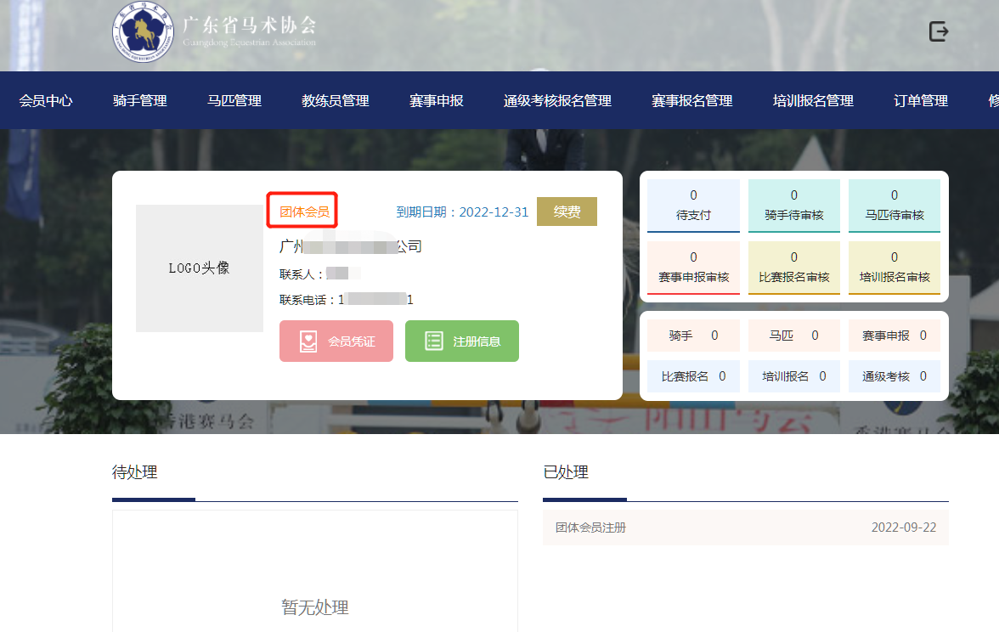 广东省马术协会
Guangdong Equestrian Association
会员中心 骑手管理 马匹管理 教练员管理 赛事申报 通级考核报名管理 赛事报名管理 培训报名管理 订单管理 修
LOGO头像
团体会员 到期日期：2022-12-31 续费
广州 公司
联系人：
联系电话：1 1
会员凭证 注册信息
0 0 0
待支付 骑手待审核 马匹待审核
0 0 0
赛事申报审核 比赛报名审核 培训报名审核
骑手 0 马匹 0 赛事申报 0
比赛报名 0 培训报名 0 通级考核 0
香港赛马会
阳山马会
香港赛马会
待处理 已处理
团体会员注册 2022-09-22
暂无处理